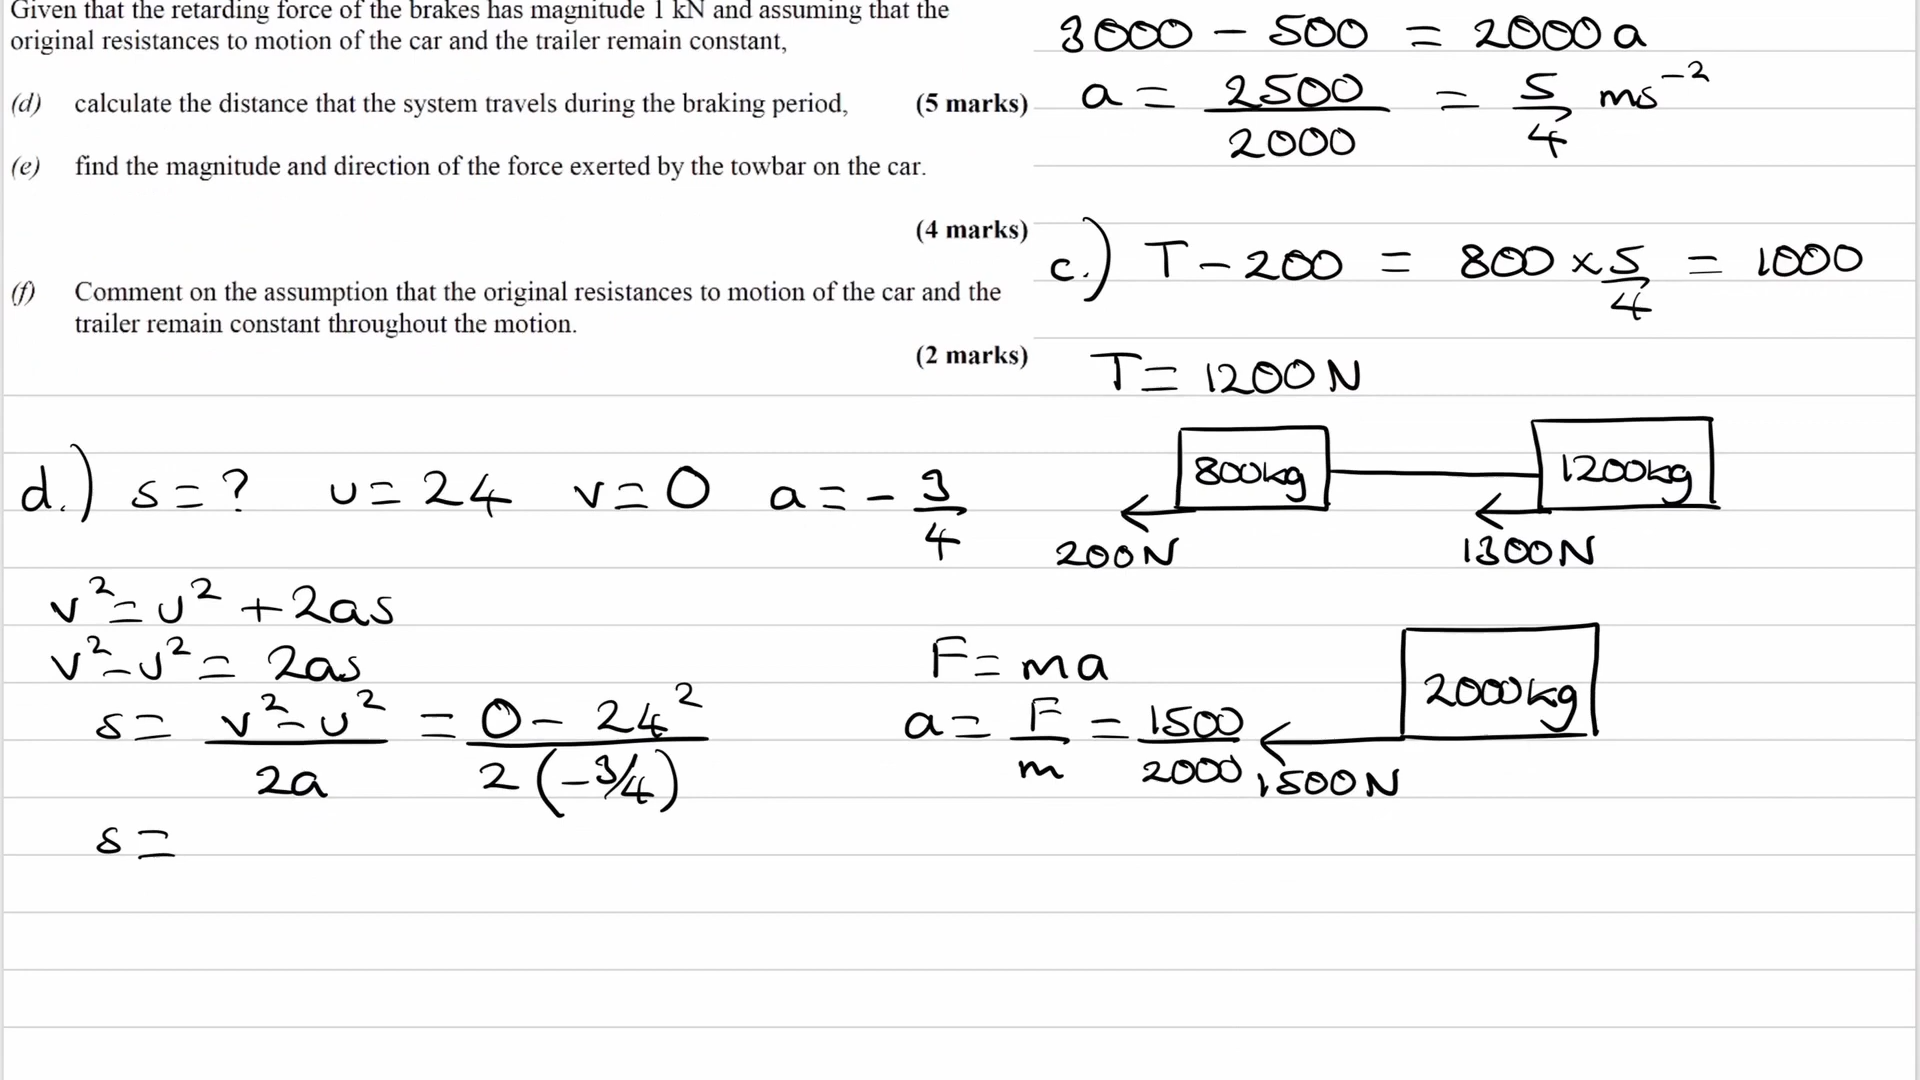 Given that the retarding force of the brakes has magnitude 1 kN and assuming that the
original resistances to motion of the car and the trailer remain constant,
(d) calculate the distance that the system travels during the braking period, (5 marks)
(e) find the magnitude and direction of the force exerted by the towbar on the car.
(4 marks)
(f) Comment on the assumption that the original resistances to motion of the car and the
trailer remain constant throughout the motion.
(2 marks)
3000 - 500 = 2000a
a = 2500/2000 = 5/4 ms⁻²
c.) T - 200 = 800 × 5/4 = 1000
T = 1200N
800kg 1200kg
200N 1300N
d.) s = ? u = 24 v = 0 a = - 3/4
v² = u² + 2as
v² - u² = 2as
s = (v² - u²)/2a = (0 - 24²)/2(-3/4)
s =
F = ma
a = F/m = 1500/2000
2000kg
1500N